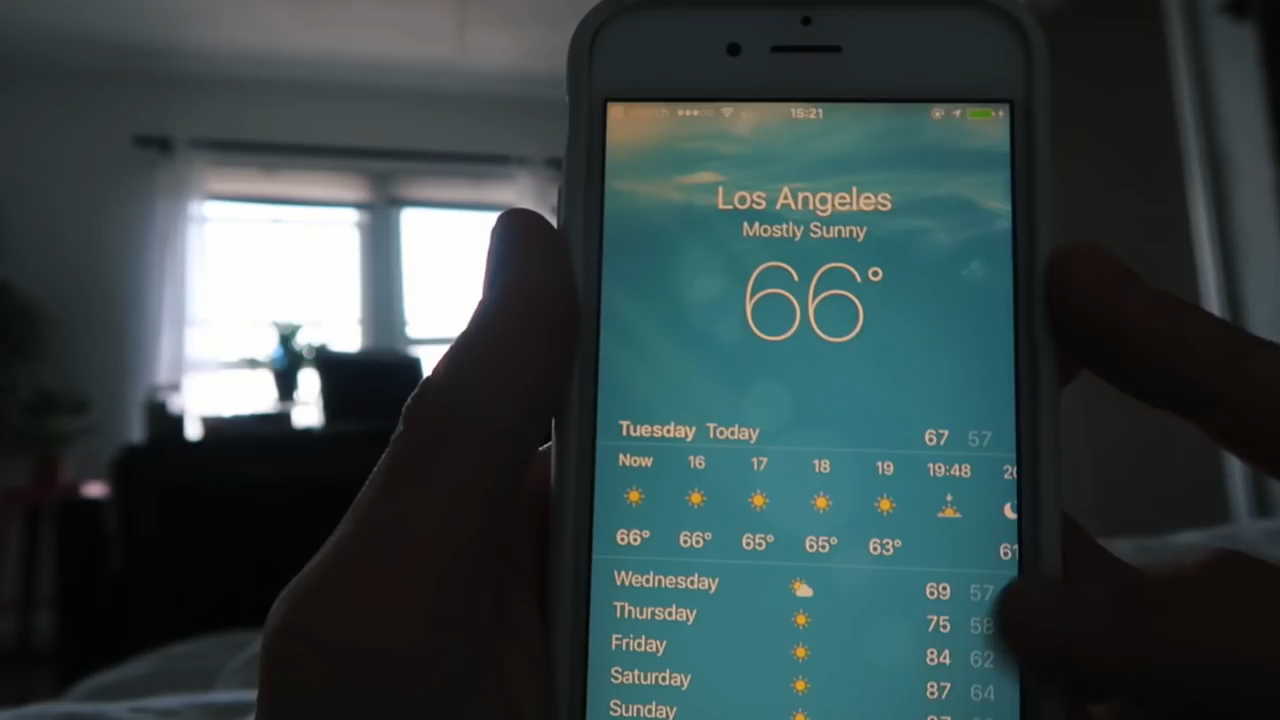 15:21
Los Angeles
Mostly Sunny
66°
Tuesday Today 67 57
Now 16 17 18 19 19:48
66° 66° 65° 65° 63°
Wednesday 69 57
Thursday 75 58
Friday 84 62
Saturday 87 64
Sunday